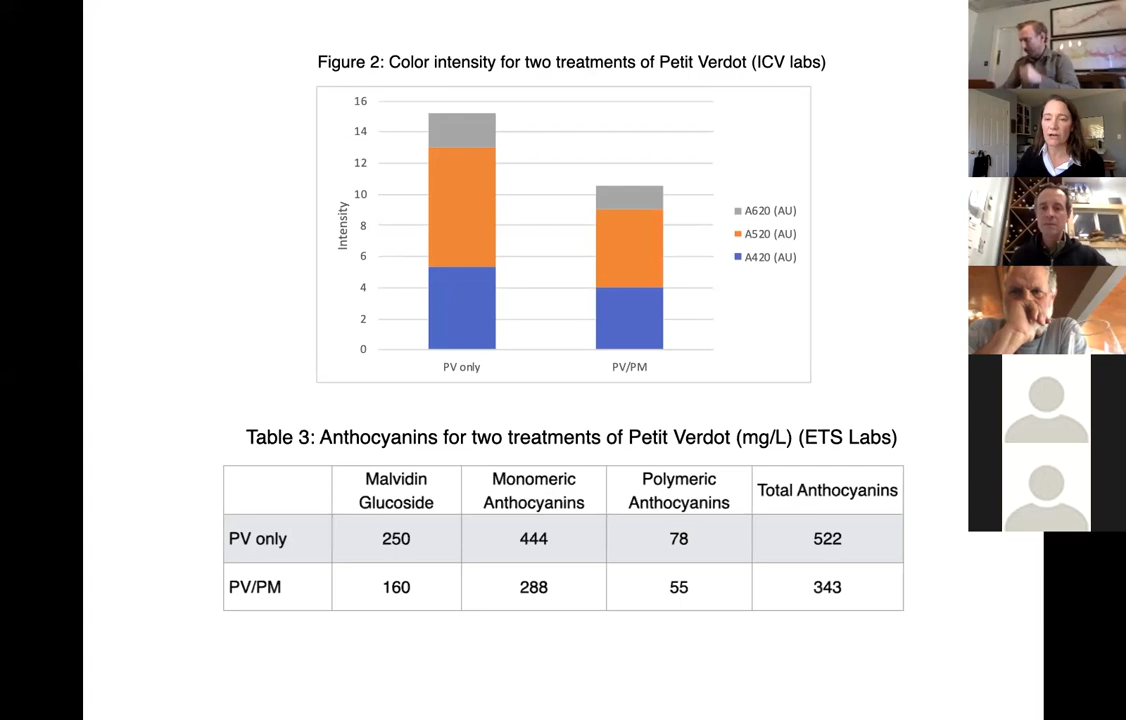 Figure 2: Color intensity for two treatments of Petit Verdot (ICV labs)
16
14
12
10
8
6
4
2
0
Intensity
PV only
PV/PM
A620 (AU)
A520 (AU)
A420 (AU)
Table 3: Anthocyanins for two treatments of Petit Verdot (mg/L) (ETS Labs)
Malvidin Glucoside
Monomeric Anthocyanins
Polymeric Anthocyanins
Total Anthocyanins
PV only 250 444 78 522
PV/PM 160 288 55 343